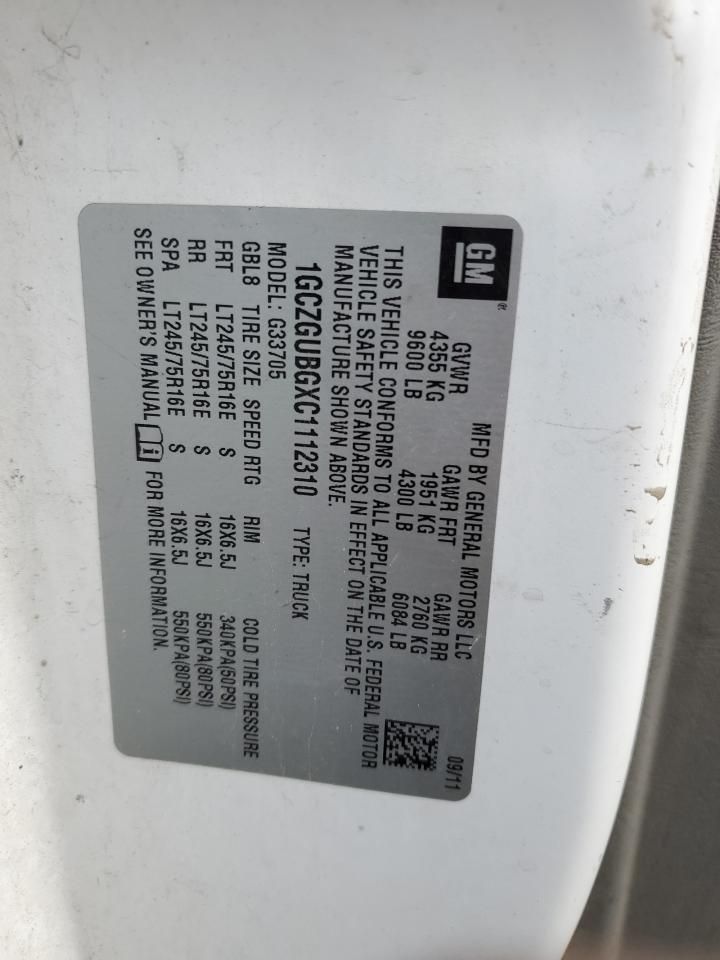 GM®
MFD BY GENERAL MOTORS LLC 09/11
GVWR GAWR FRT GAWR RR
4355 KG 1951 KG 2760 KG
9600 LB 4300 LB 6084 LB
THIS VEHICLE CONFORMS TO ALL APPLICABLE U.S. FEDERAL MOTOR
VEHICLE SAFETY STANDARDS IN EFFECT ON THE DATE OF
MANUFACTURE SHOWN ABOVE.
1GCZGUBGXC1112310 TYPE: TRUCK
MODEL: G33705
GBL8 TIRE SIZE SPEED RTG RIM COLD TIRE PRESSURE
FRT LT245/75R16E S 16X6.5J 340KPA(50PSI)
RR LT245/75R16E S 16X6.5J 550KPA(80PSI)
SPA LT245/75R16E S 16X6.5J 550KPA(80PSI)
SEE OWNER'S MANUAL i FOR MORE INFORMATION.